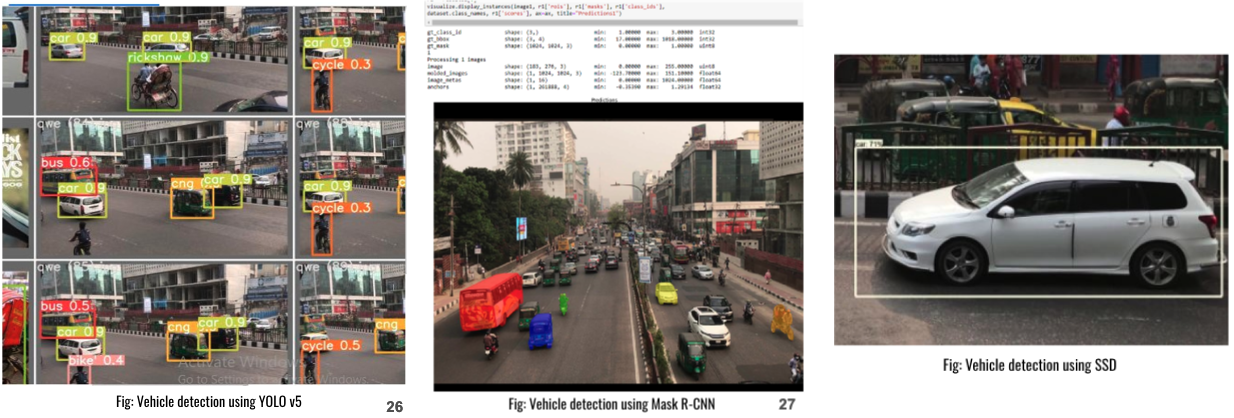 car 0.9
car 0.9
rickshaw 0.9
car 0.9
cycle 0.3
bus 0.6
car 0.9
cng
car 0.9
car 0.9
cycle 0.3
bus 0.5
car 0.9
cng
car 0.9
bike' 0.4
cycle 0.5
cng
Activate Windows
Go to Settings to activate Windows.
Fig: Vehicle detection using YOLO v5
26
visualize.display_instances(image1, r1['rois'], r1['masks'], r1['class_ids'],
dataset.class_names, r1['scores'], ax=ax, title="Predictions1")
gt_class_id shape: (3,) min: 1.00000 max: 3.00000 int32
gt_bbox shape: (3, 4) min: 17.00000 max: 1018.00000 int32
gt_mask shape: (1024, 1024, 3) min: 0.00000 max: 1.00000 uint8
1
Processing 1 images
image shape: (183, 276, 3) min: 0.00000 max: 255.00000 uint8
molded_images shape: (1, 1024, 1024, 3) min: -123.70000 max: 151.10000 float64
image_metas shape: (1, 16) min: 0.00000 max: 1024.00000 float64
anchors shape: (1, 261888, 4) min: -0.35390 max: 1.29134 float32
Predictions
Fig: Vehicle detection using Mask R-CNN
27
car 71%
Fig: Vehicle detection using SSD